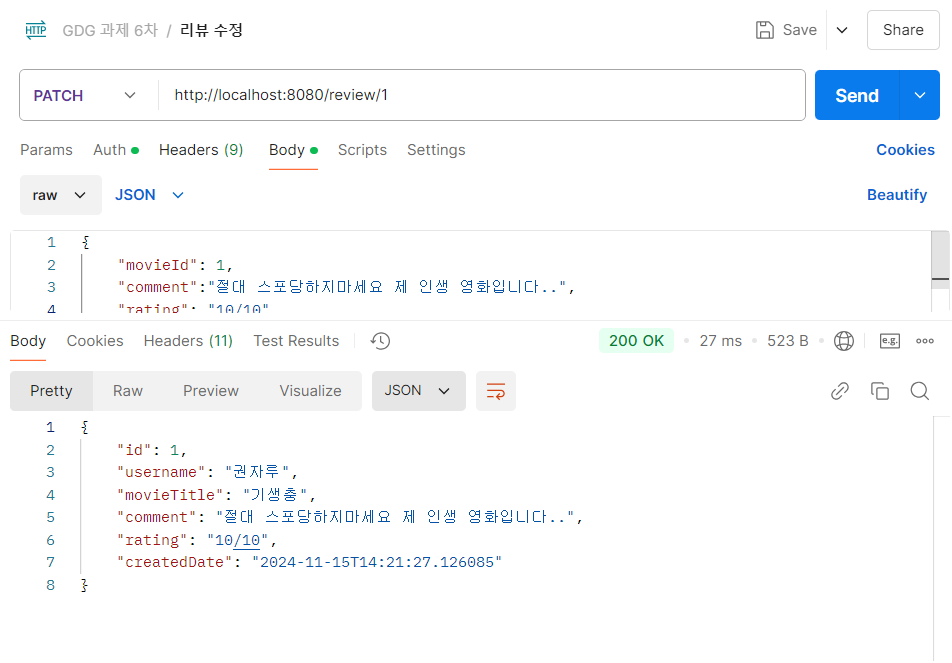 HTTP GDG 과제 6차 / 리뷰 수정 Save Share
PATCH http://localhost:8080/review/1 Send
Params Auth Headers (9) Body Scripts Settings Cookies
raw JSON Beautify
1 {
2 "movieId": 1,
3 "comment":"절대 스포당하지마세요 제 인생 영화입니다..",
4 "rating": "10/10"
Body Cookies Headers (11) Test Results 200 OK 27 ms 523 B e.g.
Pretty Raw Preview Visualize JSON
1 {
2 "id": 1,
3 "username": "권자루",
4 "movieTitle": "기생충",
5 "comment": "절대 스포당하지마세요 제 인생 영화입니다..",
6 "rating": "10/10",
7 "createdDate": "2024-11-15T14:21:27.126085"
8 }